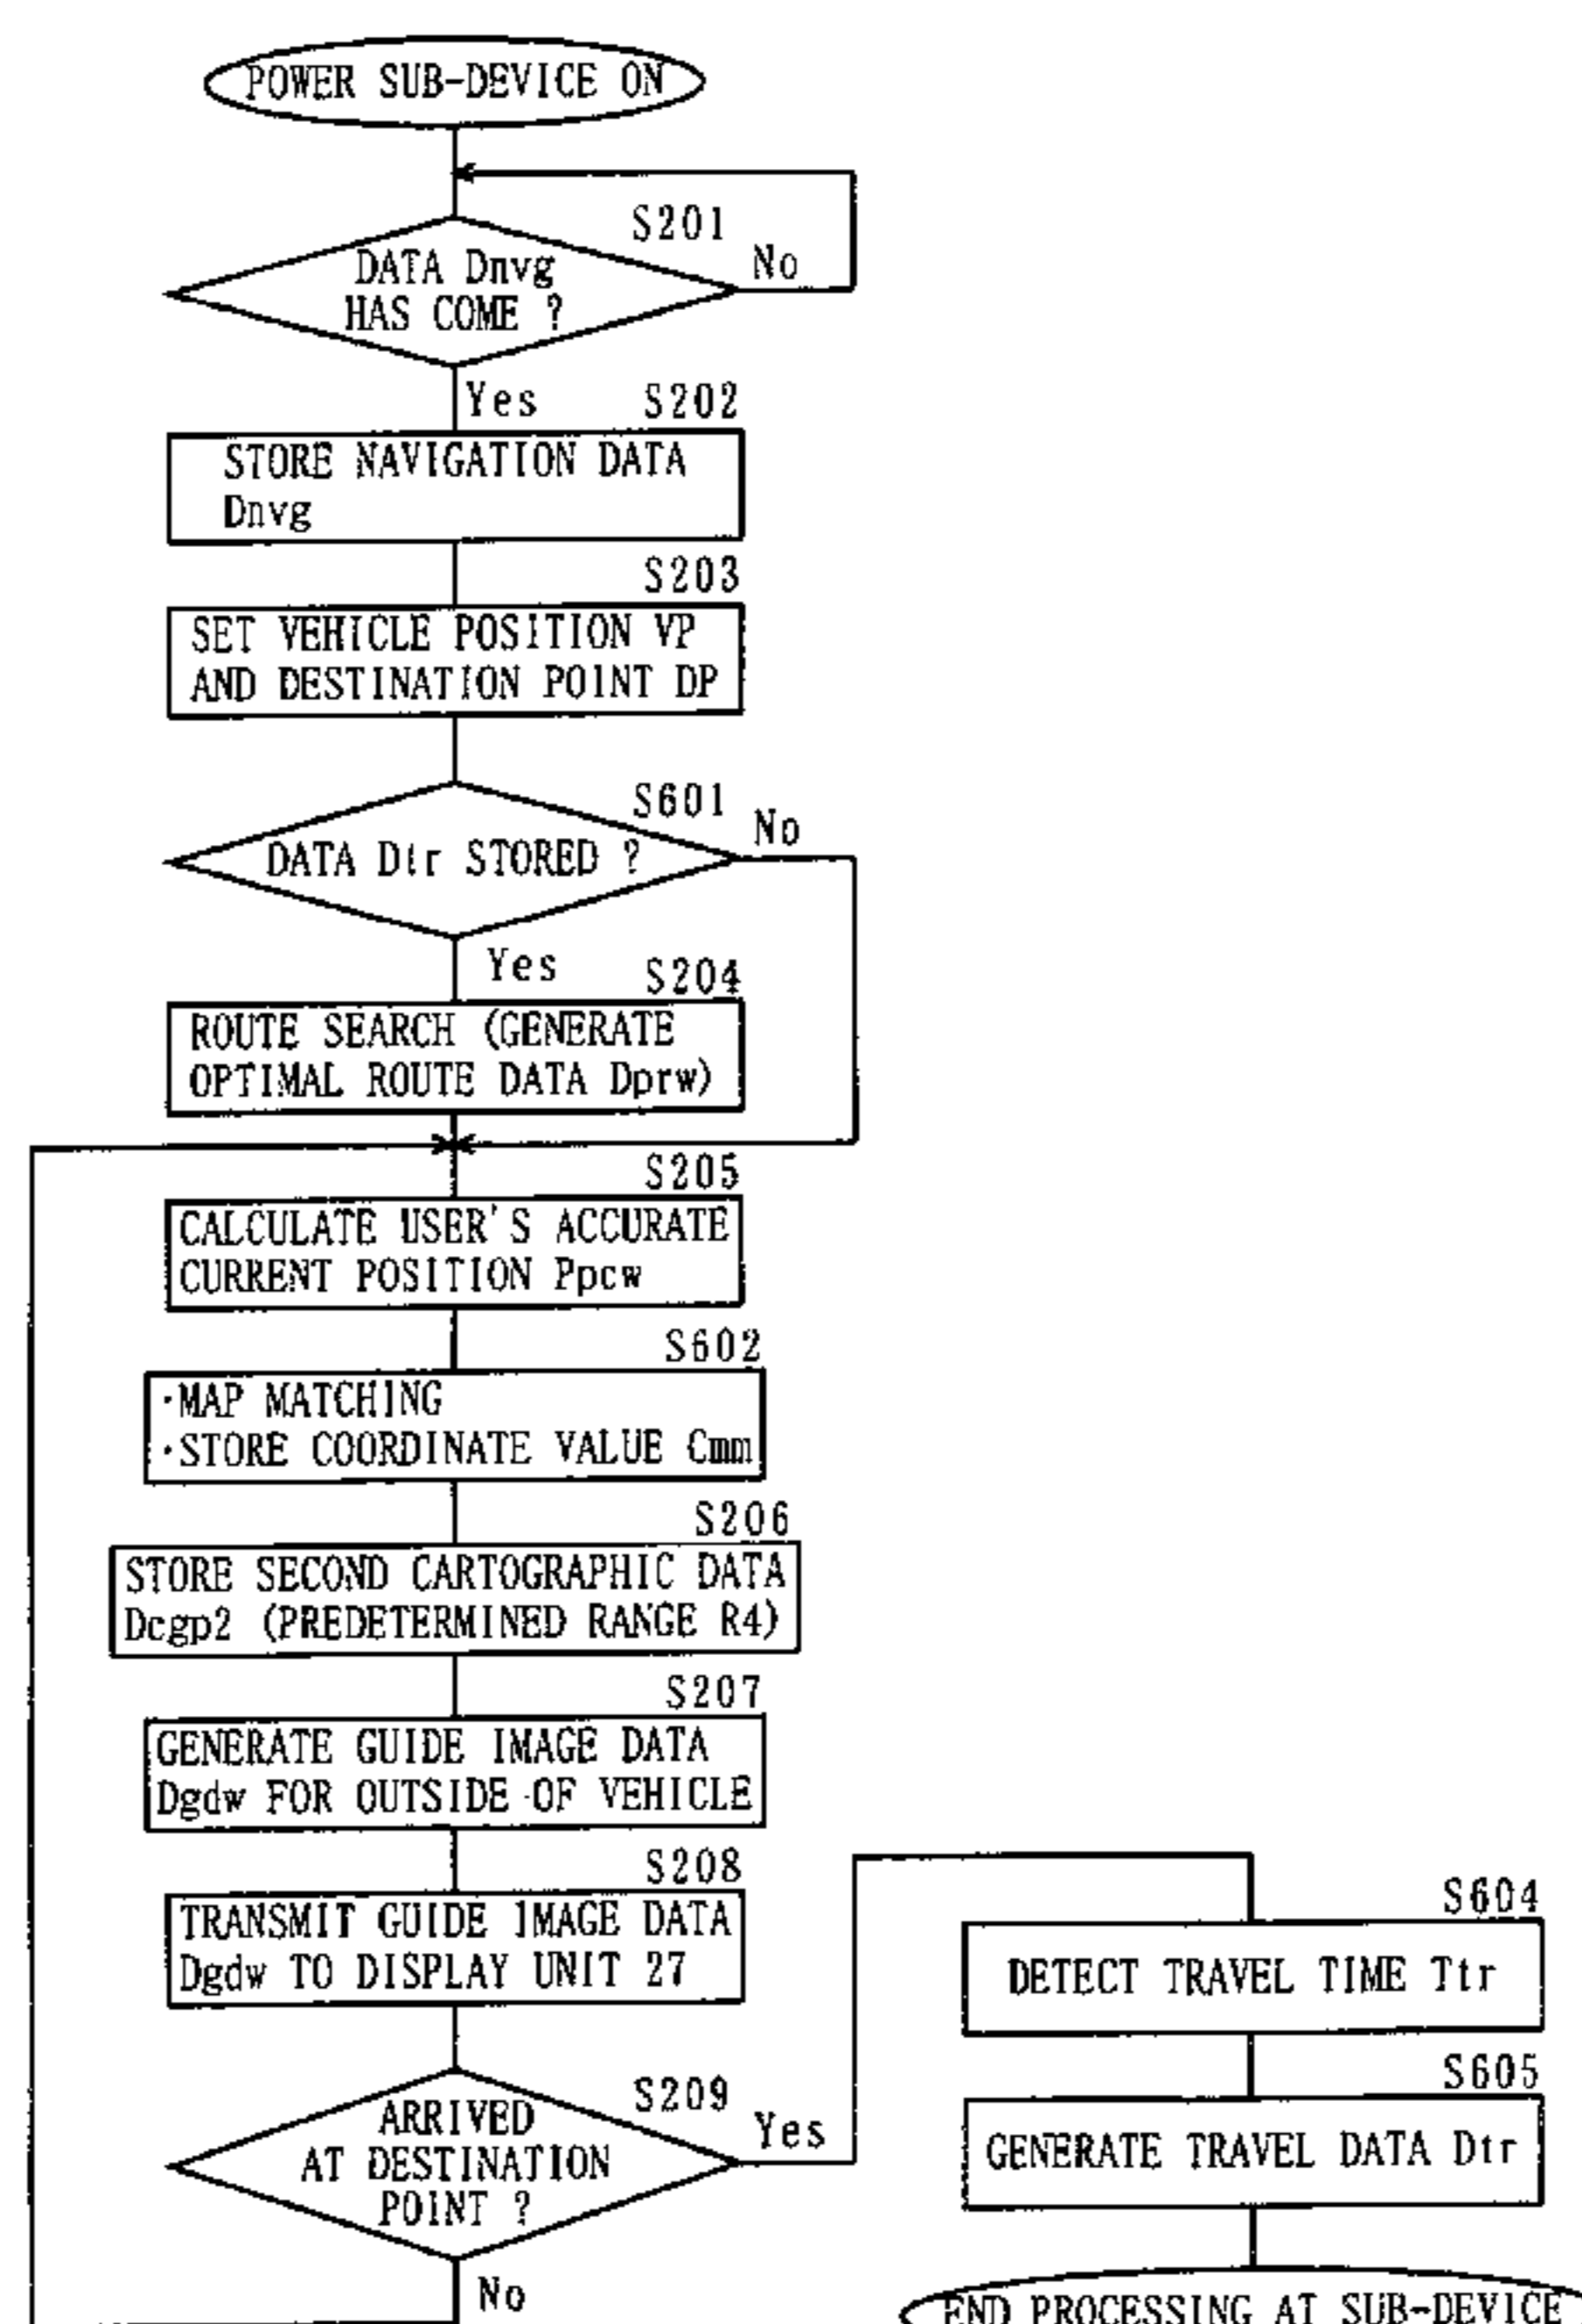 POWER SUB-DEVICE ON
S201
DATA Dnvg
HAS COME ?
No
Yes
S202
STORE NAVIGATION DATA
Dnvg
S203
SET VEHICLE POSITION VP
AND DESTINATION POINT DP
S601
DATA Dtr STORED ?
No
Yes
S204
ROUTE SEARCH (GENERATE
OPTIMAL ROUTE DATA Dprw)
S205
CALCULATE USER'S ACCURATE
CURRENT POSITION Ppcw
S602
·MAP MATCHING
·STORE COORDINATE VALUE Cmm
S206
STORE SECOND CARTOGRAPHIC DATA
Dcgp2 (PREDETERMINED RANGE R4)
S207
GENERATE GUIDE IMAGE DATA
Dgdw FOR OUTSIDE OF VEHICLE
S208
TRANSMIT GUIDE IMAGE DATA
Dgdw TO DISPLAY UNIT 27
S209
ARRIVED
AT DESTINATION
POINT ?
Yes
No
S604
DETECT TRAVEL TIME Ttr
S605
GENERATE TRAVEL DATA Dtr
END PROCESSING AT SUB-DEVICE